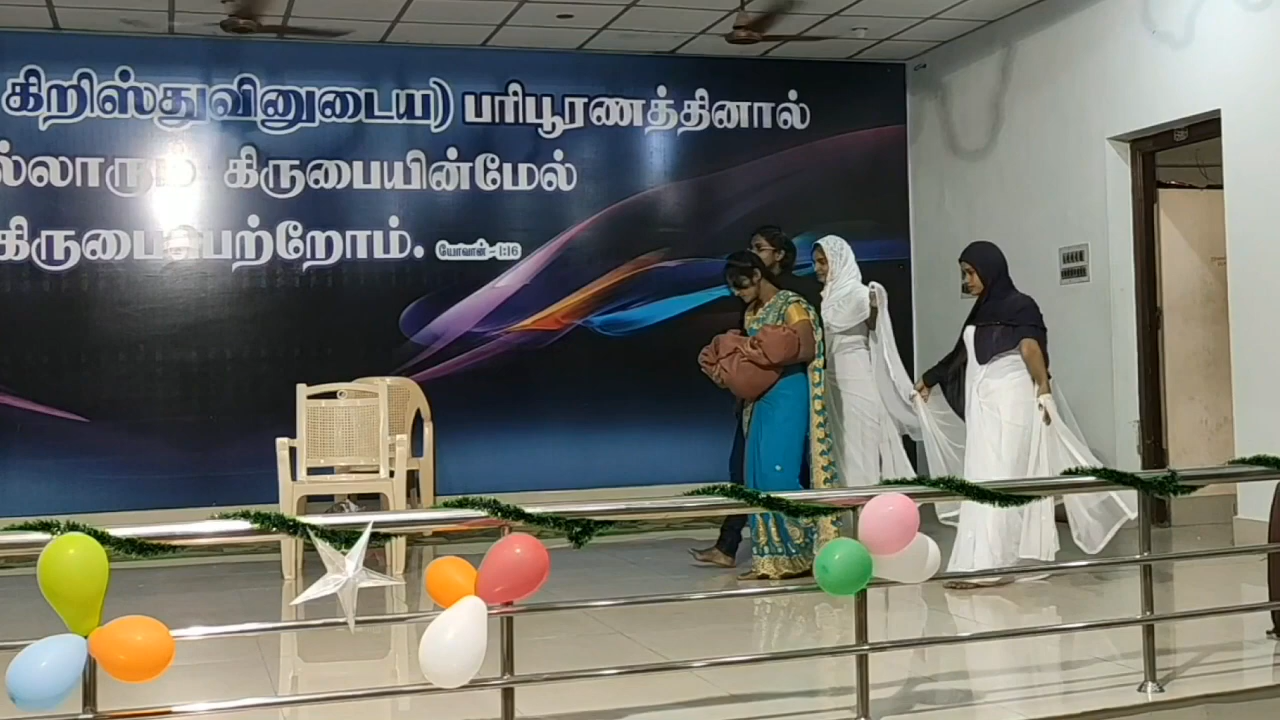 கிறிஸ்துவினுடைய) பரிபூரணத்தினால்
கிருபையின்மேல்
கிருபைபெற்றோம். யோவான் - 1:16